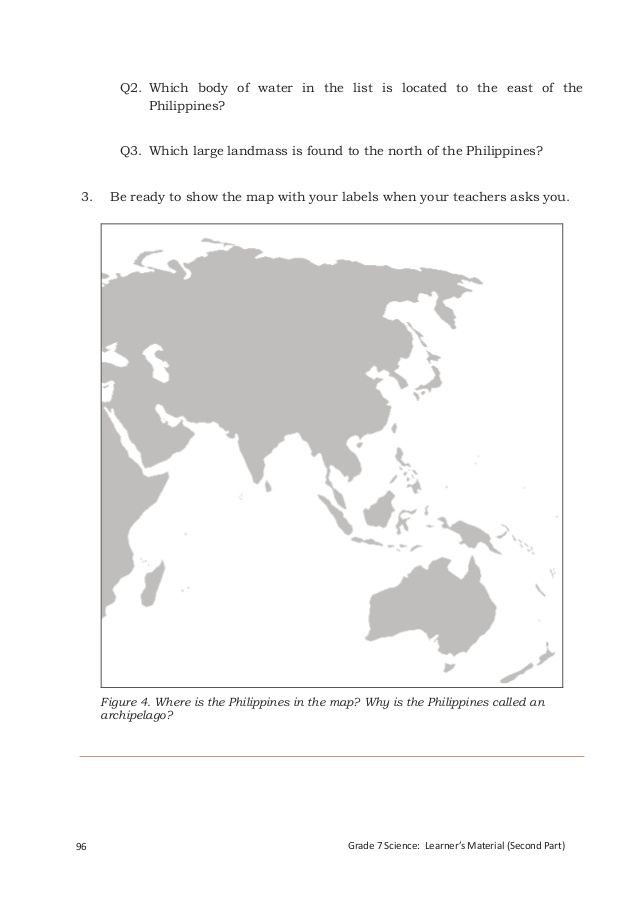 Q2. Which body of water in the list is located to the east of the
Philippines?
Q3. Which large landmass is found to the north of the Philippines?
3. Be ready to show the map with your labels when your teachers asks you.
Figure 4. Where is the Philippines in the map? Why is the Philippines called an
archipelago?
96 Grade 7 Science: Learner's Material (Second Part)